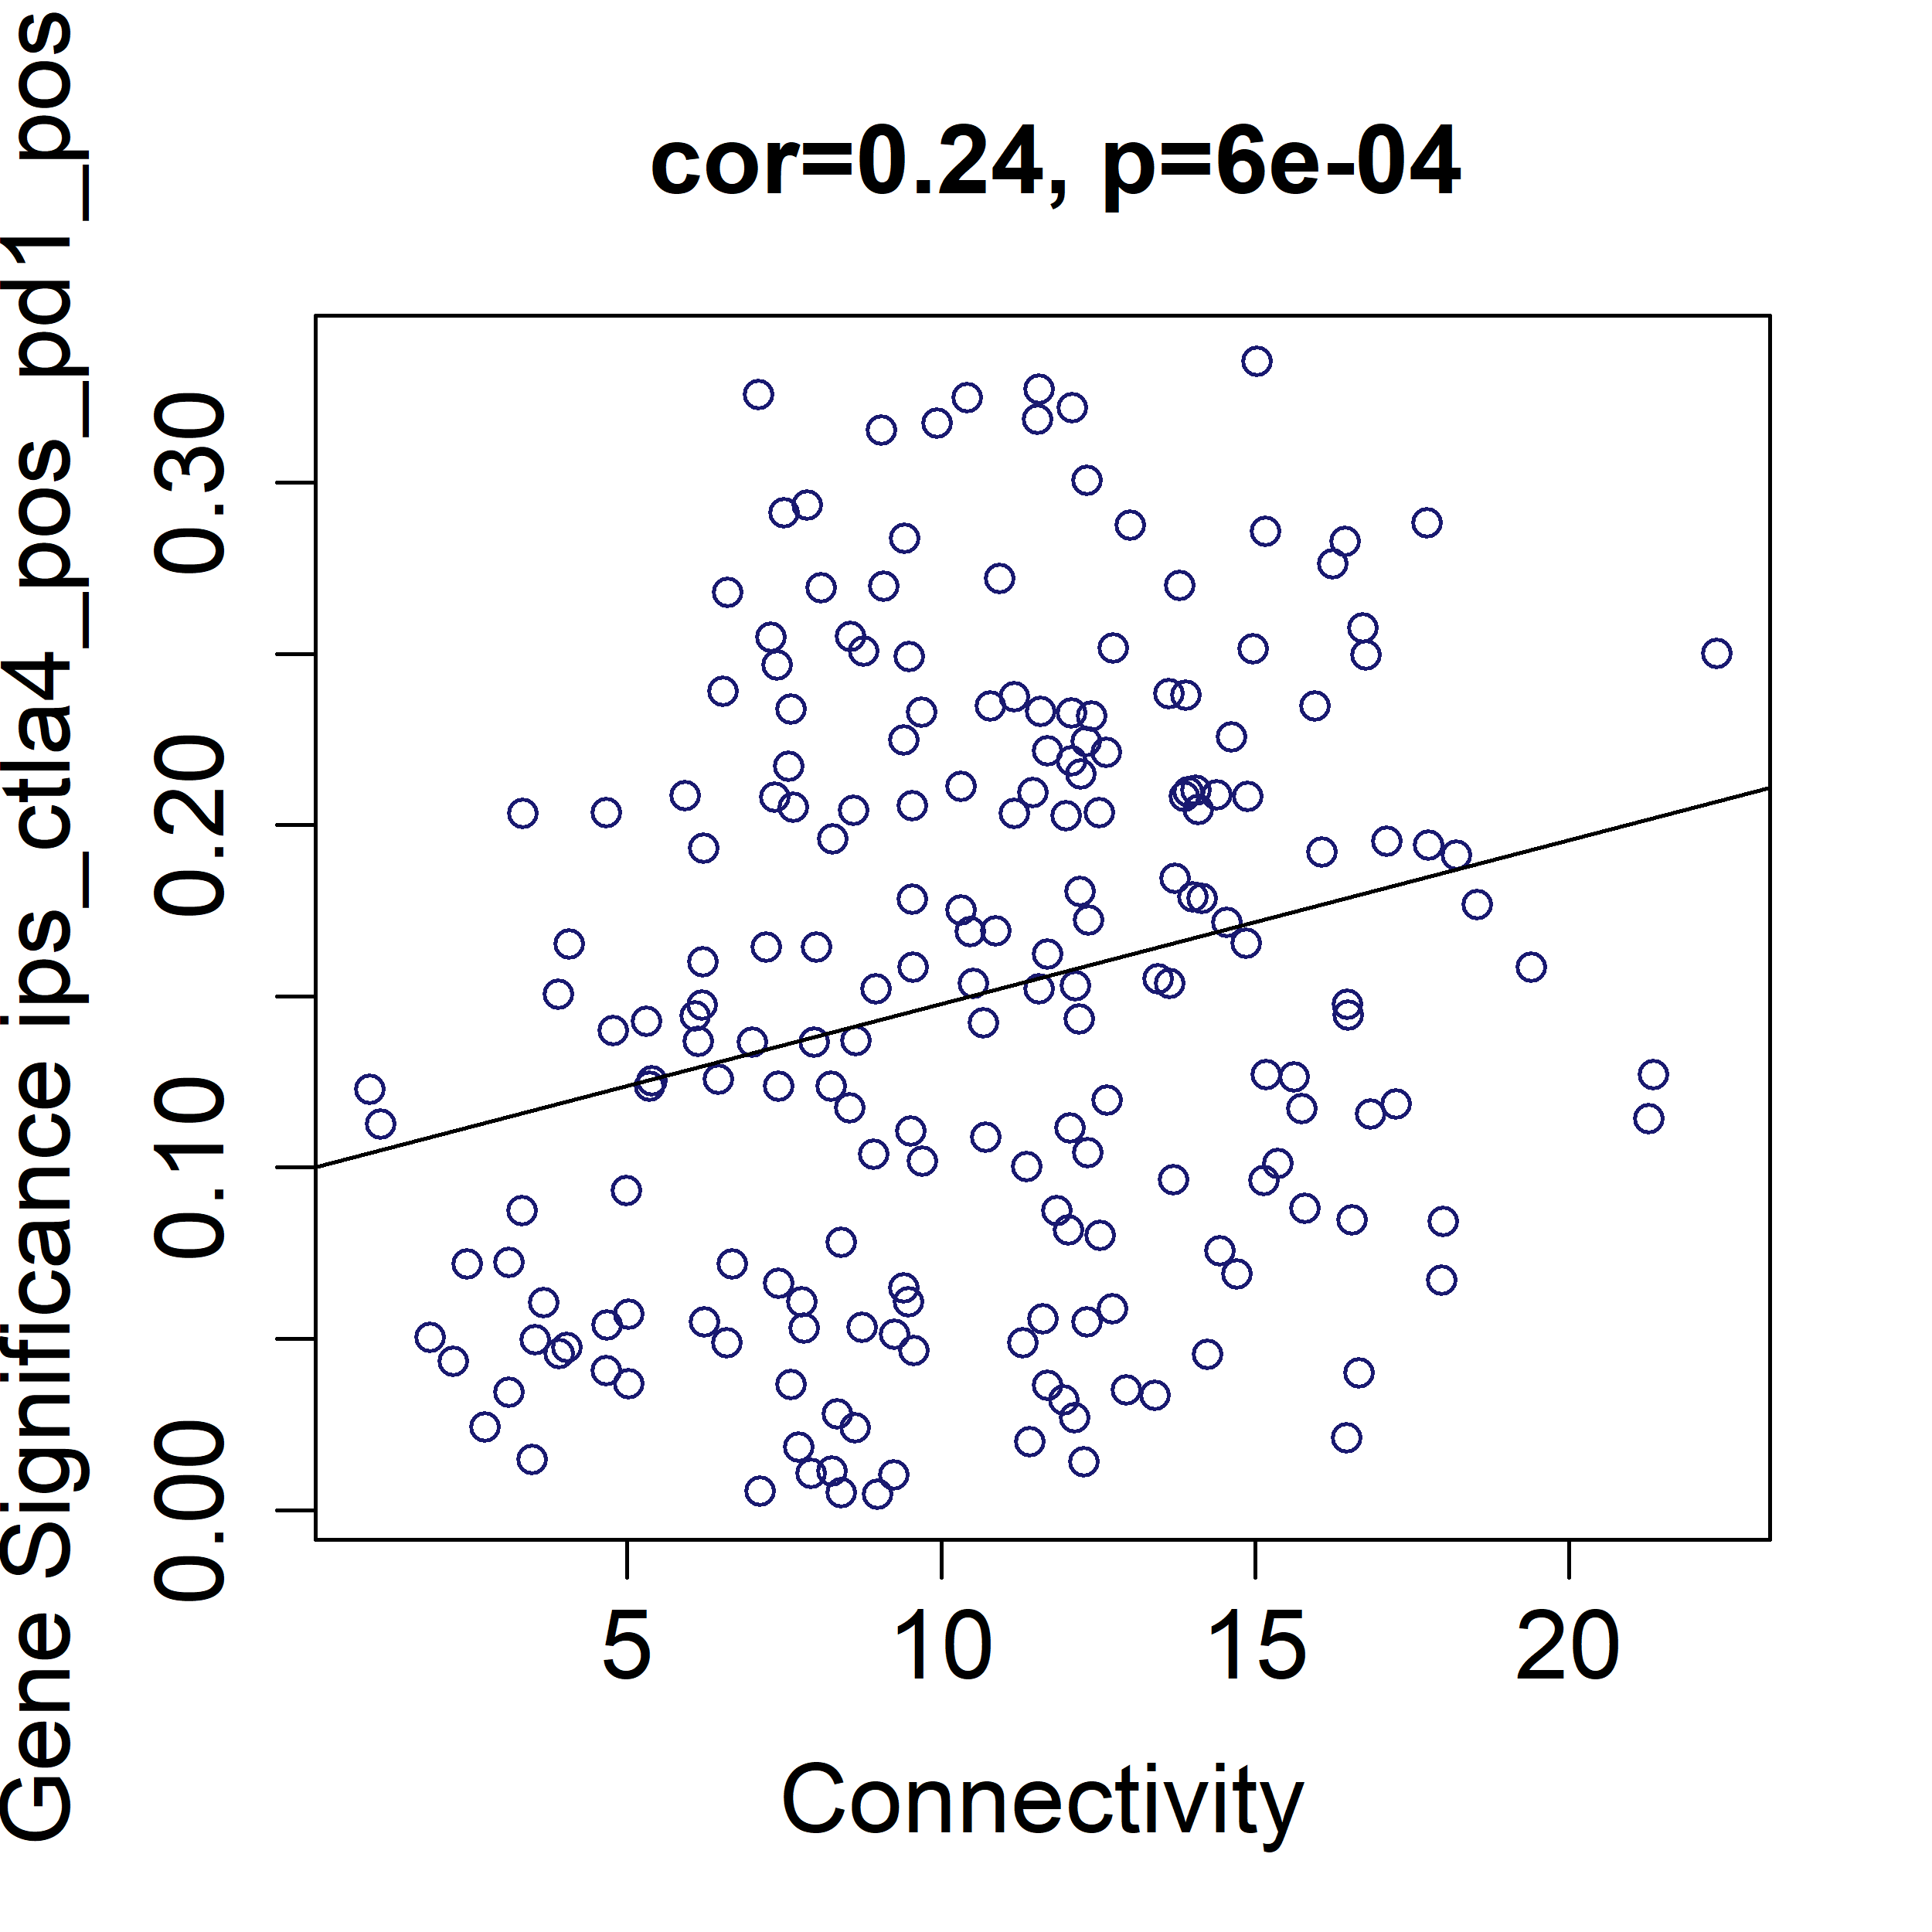 cor=0.24, p=6e-04
Gene Significance ips_ctla4_pos_pd1_pos
0.30
0.20
0.10
0.00
5 10 15 20
Connectivity